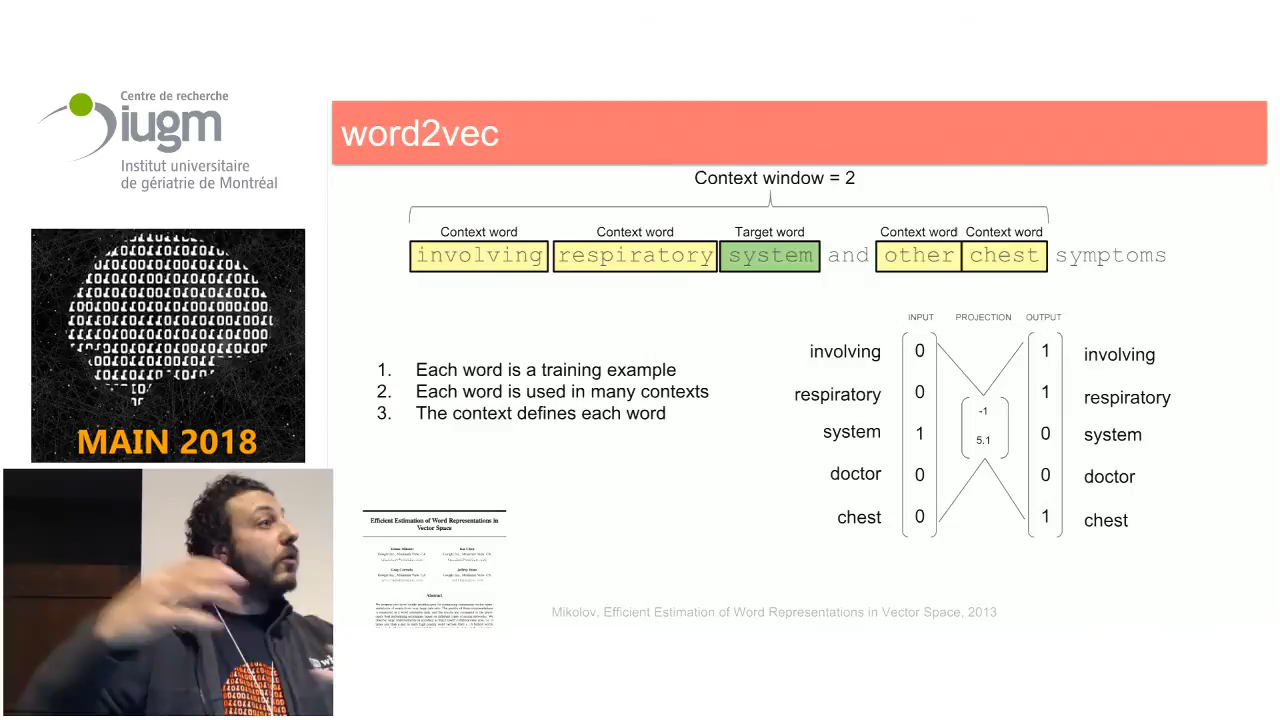 Centre de recherche
iugm
Institut universitaire
de gériatrie de Montréal
MAIN 2018
word2vec
Context window = 2
Context word Context word Target word Context word Context word
involving respiratory system and other chest symptoms
INPUT PROJECTION OUTPUT
involving 0 1 involving
respiratory 0 1 respiratory
-1
system 1 0 system
5.1
doctor 0 0 doctor
chest 0 1 chest
1. Each word is a training example
2. Each word is used in many contexts
3. The context defines each word
Efficient Estimation of Word Representations in
Vector Space
Abstract
Mikolov, Efficient Estimation of Word Representations in Vector Space, 2013